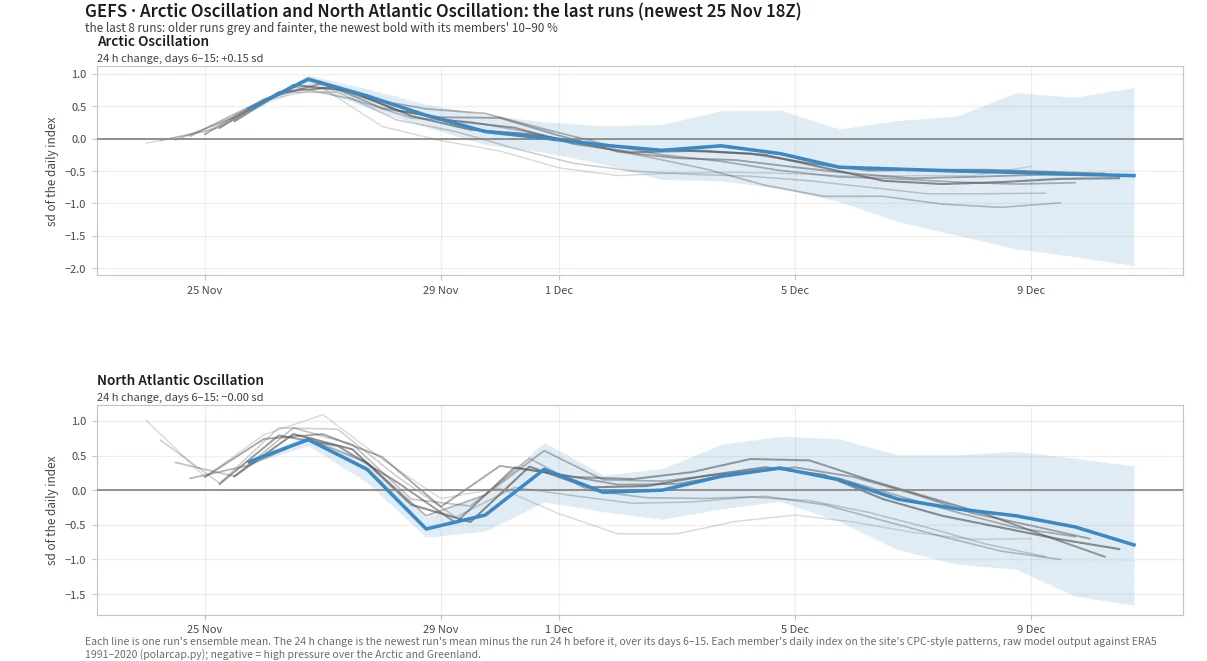 GEFS · Arctic Oscillation and North Atlantic Oscillation: the last runs (newest 25 Nov 18Z)
the last 8 runs: older runs grey and fainter, the newest bold with its members' 10–90 %
Arctic Oscillation
24 h change, days 6–15: +0.15 sd
sd of the daily index
1.0
0.5
0.0
−0.5
−1.0
−1.5
−2.0
25 Nov
29 Nov
1 Dec
5 Dec
9 Dec
North Atlantic Oscillation
24 h change, days 6–15: −0.00 sd
sd of the daily index
1.0
0.5
0.0
−0.5
−1.0
−1.5
25 Nov
29 Nov
1 Dec
5 Dec
9 Dec
Each line is one run's ensemble mean. The 24 h change is the newest run's mean minus the run 24 h before it, over its days 6–15. Each member's daily index on the site's CPC-style patterns, raw model output against ERA5
1991–2020 (polarcap.py); negative = high pressure over the Arctic and Greenland.